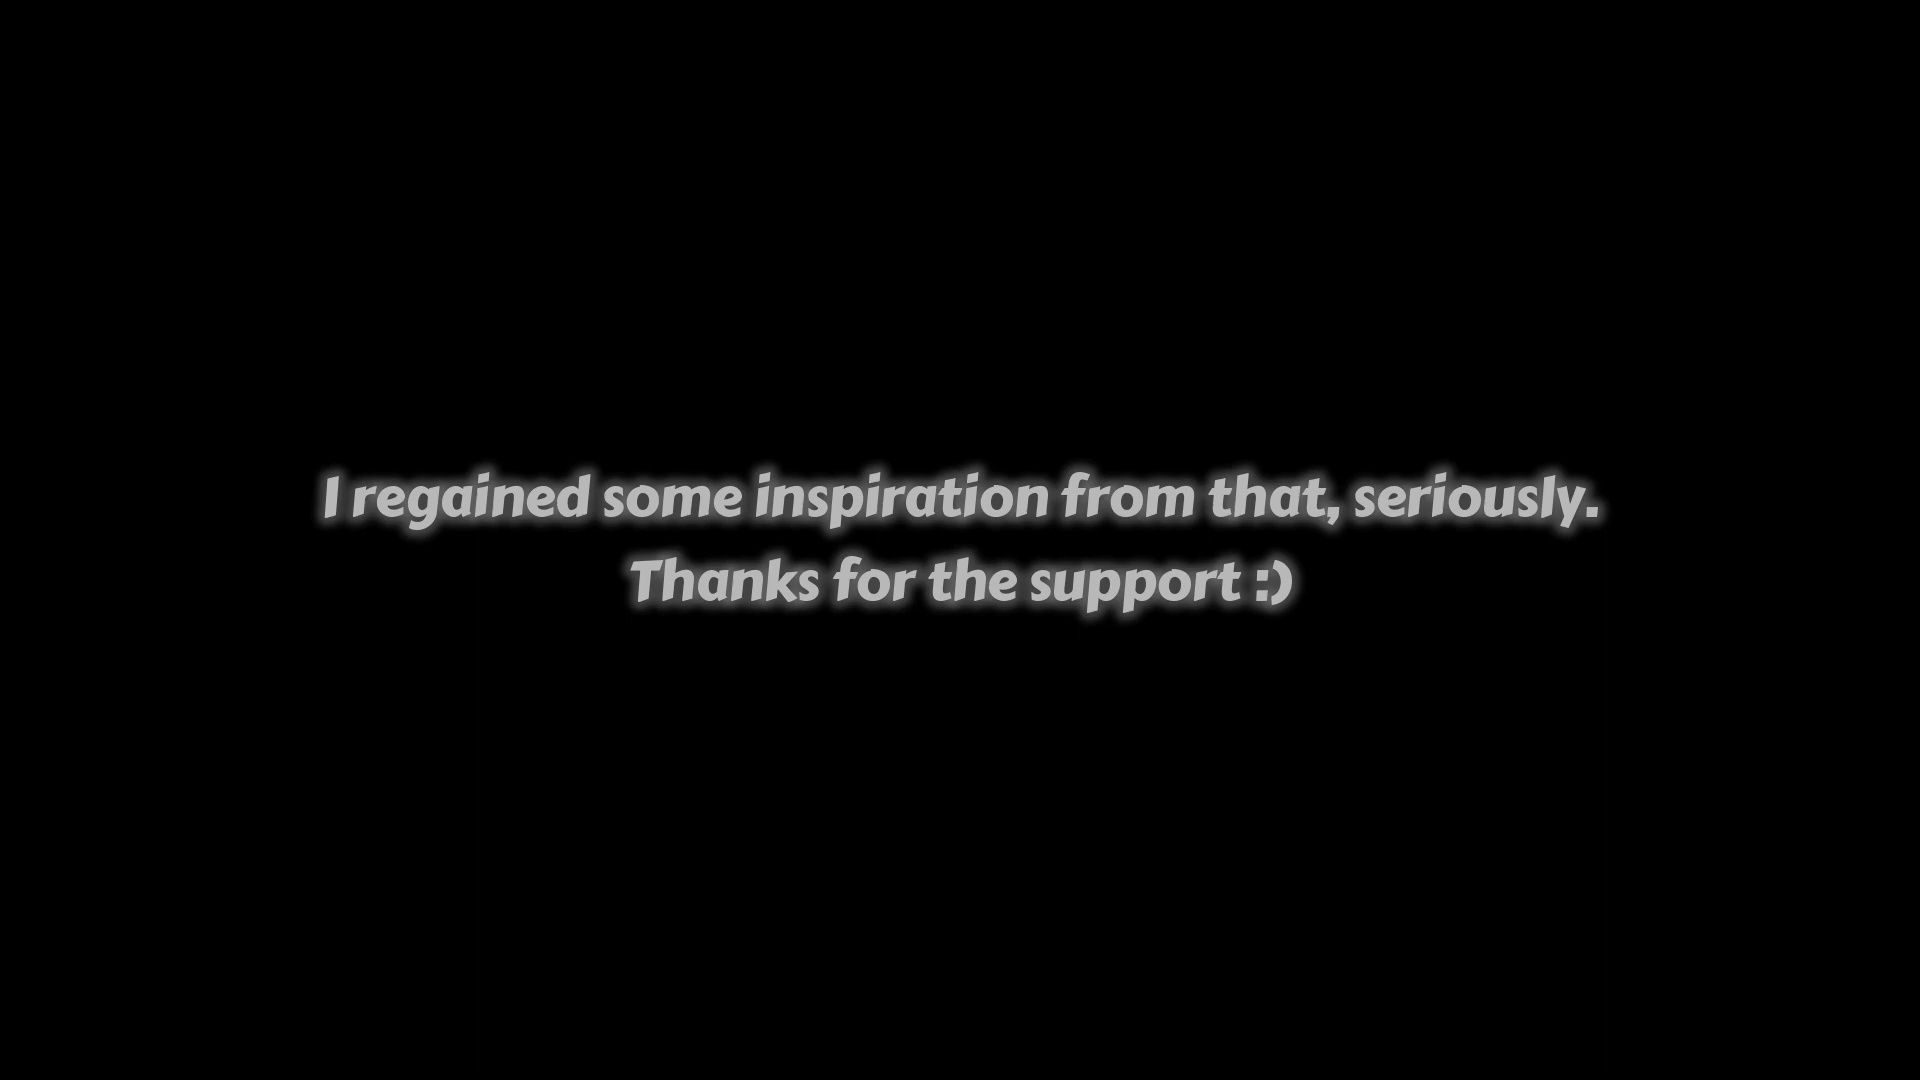 I regained some inspiration from that, seriously.
Thanks for the support :)